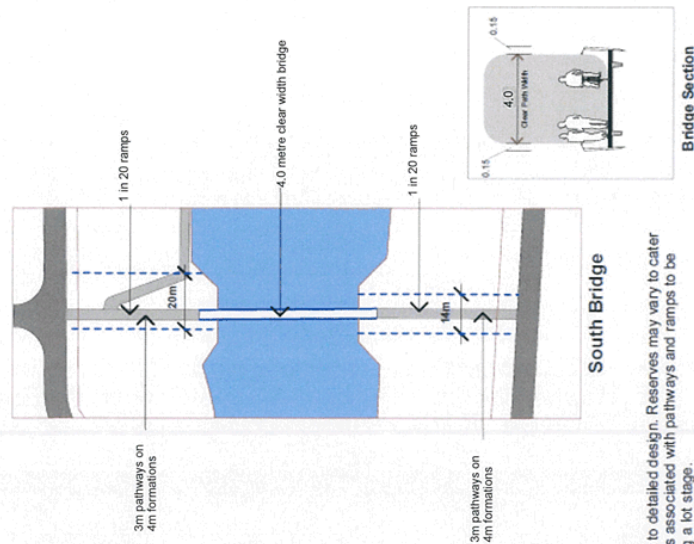 1 in 20 ramps
4.0 metre clear width bridge
1 in 20 ramps
20m
14m
3m pathways on
4m formations
3m pathways on
4m formations
South Bridge
0.15
4.0
Clear Path Width
0.15
Bridge Section
to detailed design. Reserves may vary to cater
s associated with pathways and ramps to be
g a lot stage.